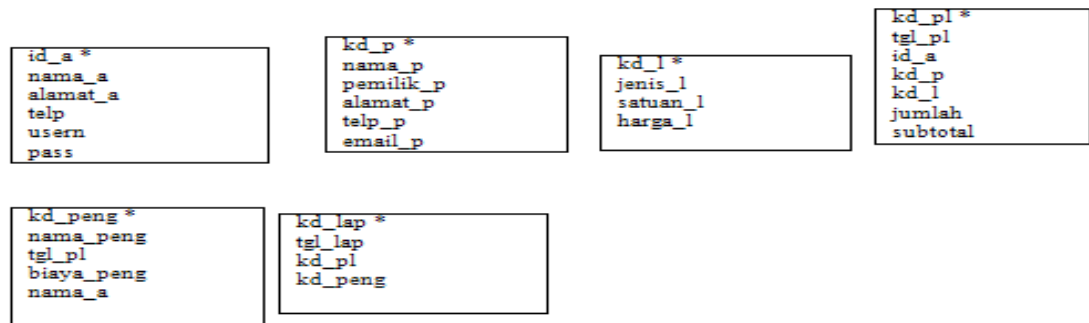 id_a *
nama_a
alamat_a
telp
usern
pass
kd_p *
nama_p
pemilik_p
alamat_p
telp_p
email_p
kd_l *
jenis_l
satuan_l
harga_l
kd_pl *
tgl_pl
id_a
kd_p
kd_l
jumlah
subtotal
kd_peng *
nama_peng
tgl_pl
biaya_peng
nama_a
kd_lap *
tgl_lap
kd_pl
kd_peng